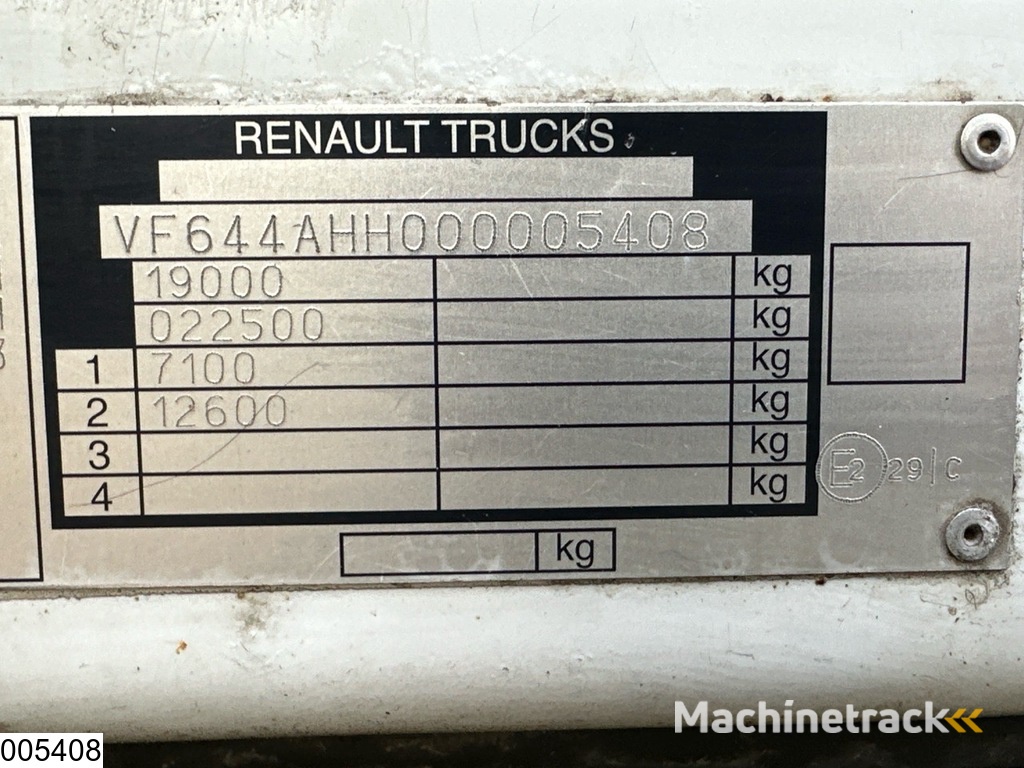 RENAULT TRUCKS
VF644AHH000005408
19000 kg
022500 kg
1 7100 kg
2 12600 kg
3 kg
4 kg
E2 29/C
kg
Machinetrack
005408